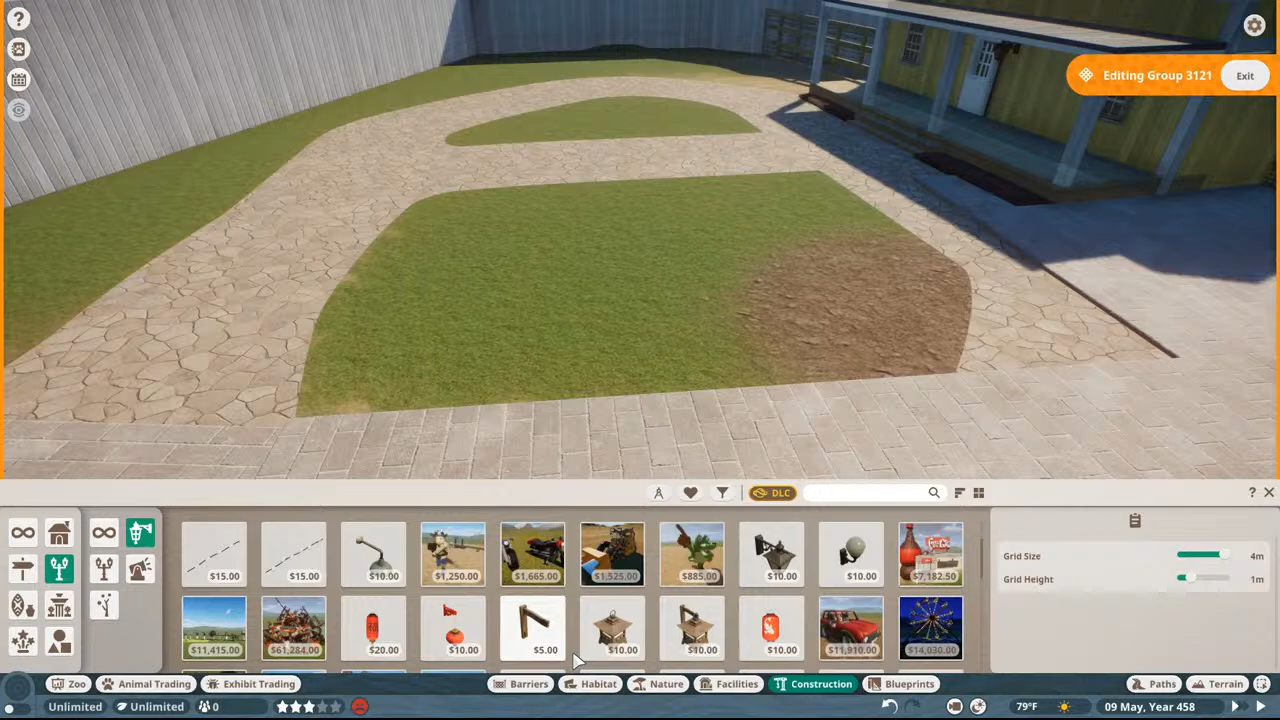 ?
Editing Group 3121 Exit
DLC
? ×
$15.00 $15.00 $10.00 $1,250.00 $1,665.00 $1,525.00 $885.00 $10.00 $10.00 $7,182.50
$11,415.00 $61,284.00 $20.00 $10.00 $5.00 $10.00 $10.00 $10.00 $11,910.00 $14,030.00
Grid Size 4m
Grid Height 1m
Zoo Animal Trading Exhibit Trading Barriers Habitat Nature Facilities Construction Blueprints Paths Terrain
Unlimited Unlimited 0 79°F 09 May, Year 458